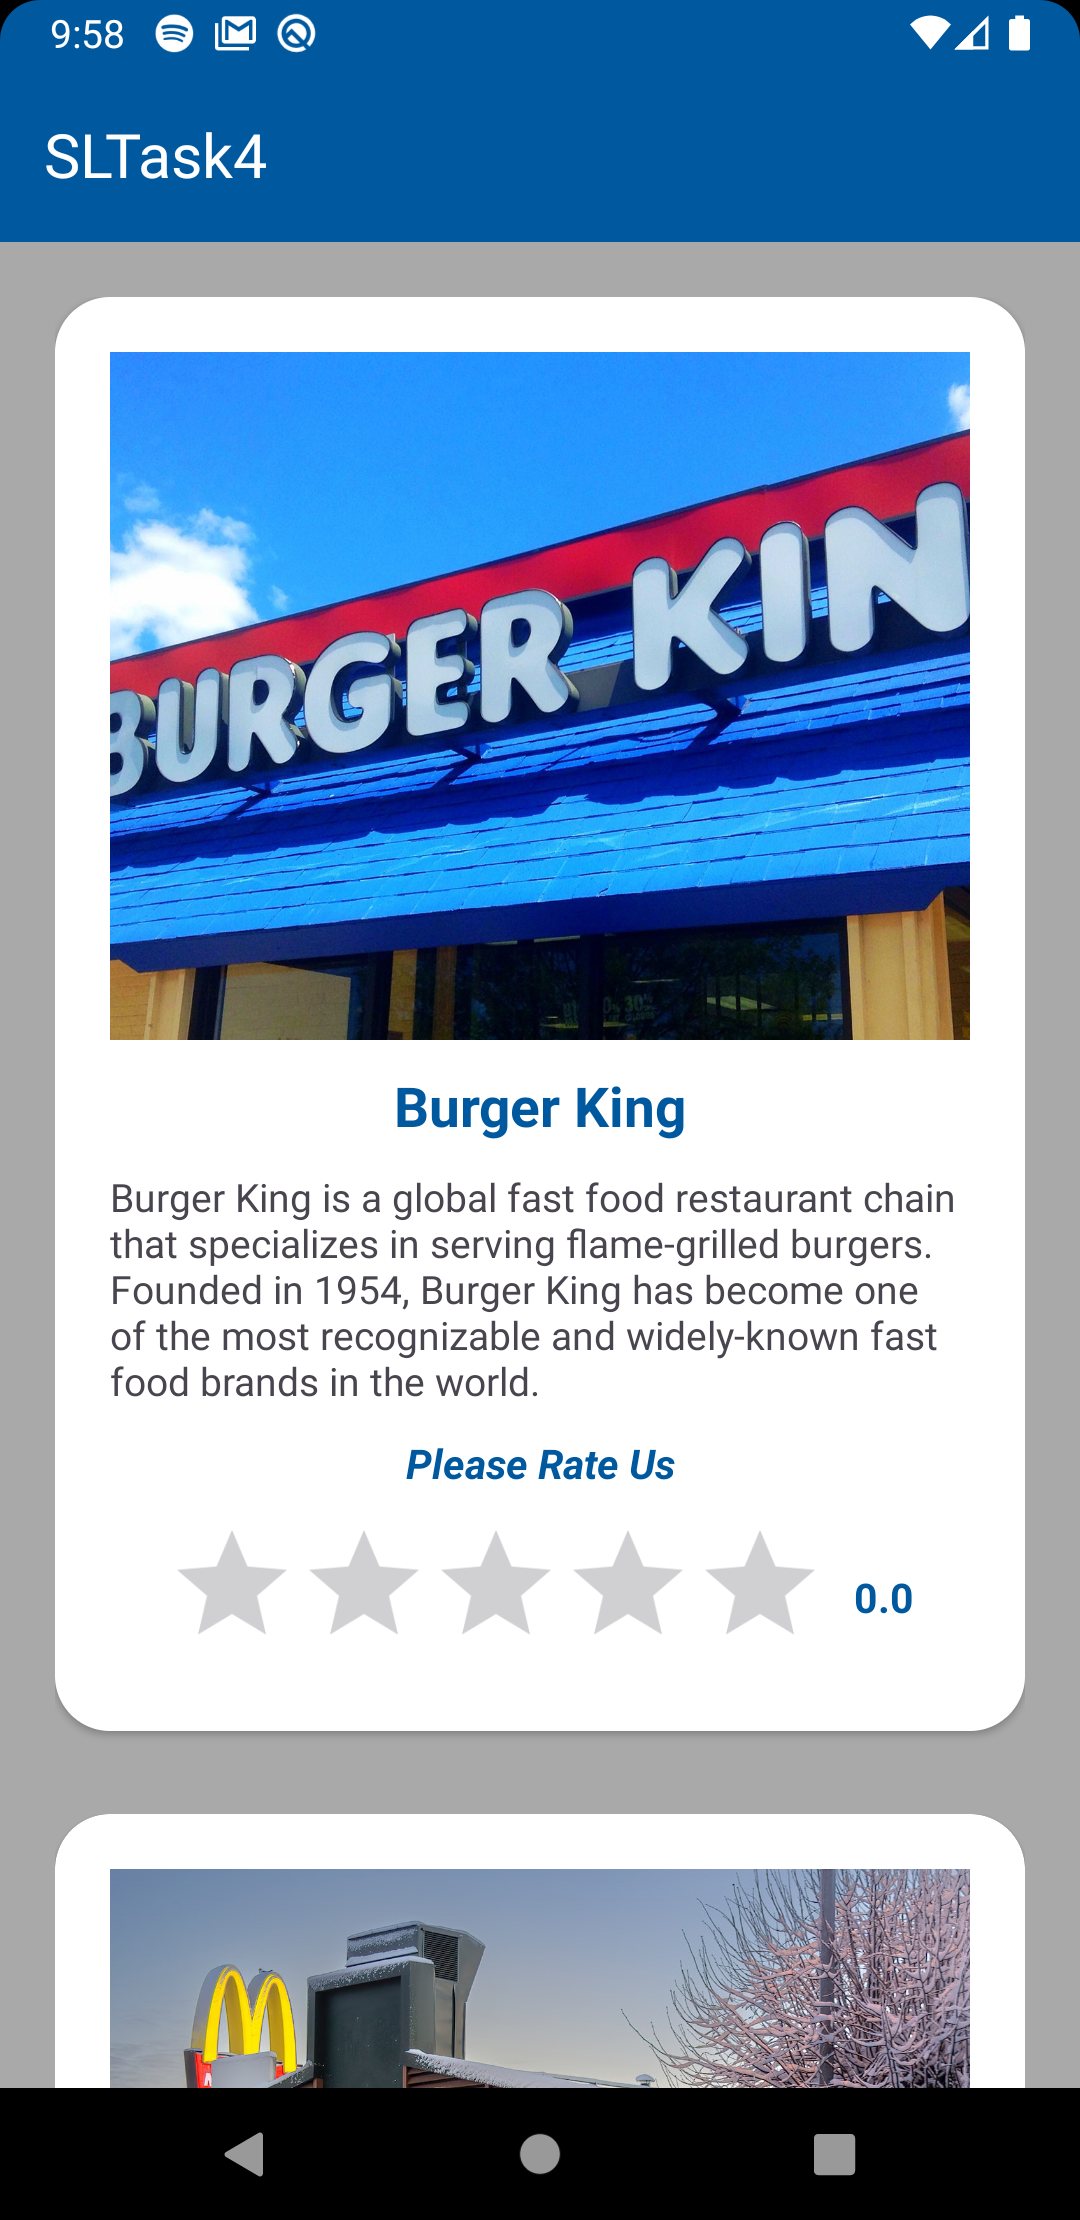 9:58
SLTask4
BURGER KIN
Burger King
Burger King is a global fast food restaurant chain
that specializes in serving flame-grilled burgers.
Founded in 1954, Burger King has become one
of the most recognizable and widely-known fast
food brands in the world.
Please Rate Us
0.0